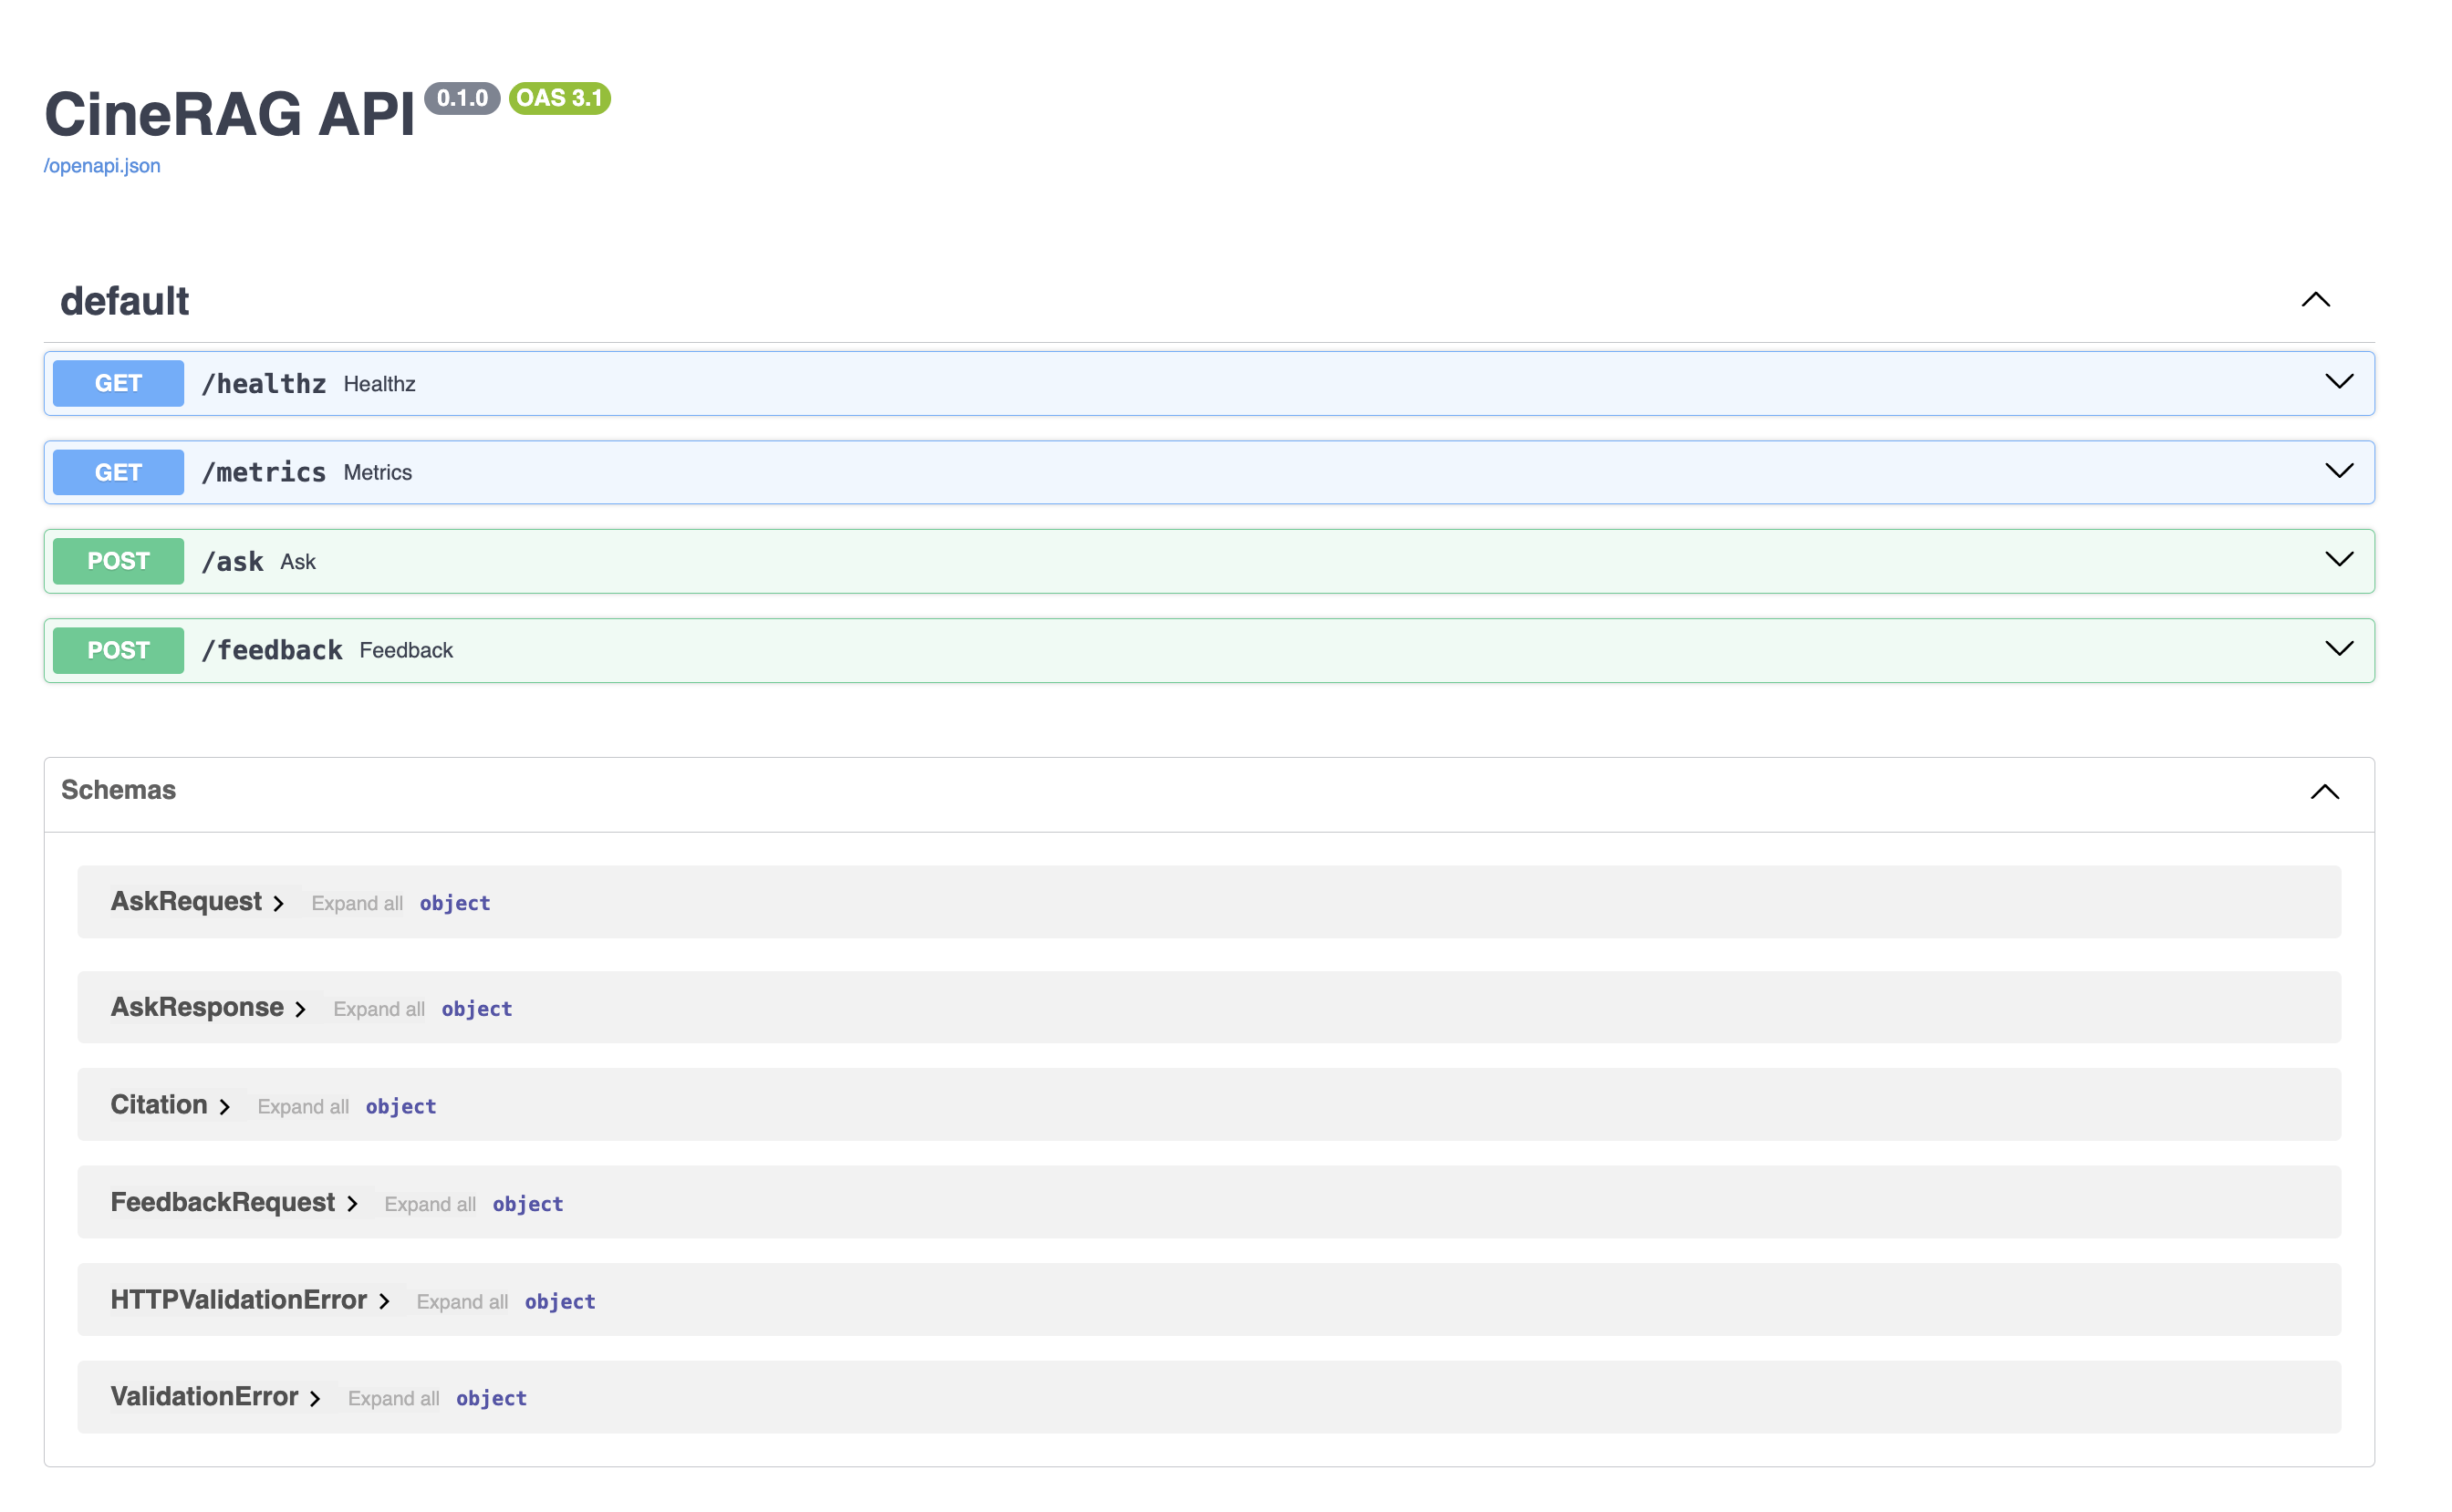 CineRAG API 0.1.0 OAS 3.1
/openapi.json
default
GET /healthz Healthz
GET /metrics Metrics
POST /ask Ask
POST /feedback Feedback
Schemas
AskRequest Expand all object
AskResponse Expand all object
Citation Expand all object
FeedbackRequest Expand all object
HTTPValidationError Expand all object
ValidationError Expand all object